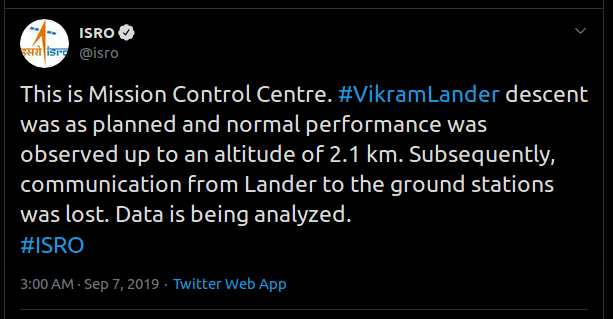 ISRO
@isro
This is Mission Control Centre. #VikramLander descent
was as planned and normal performance was
observed up to an altitude of 2.1 km. Subsequently,
communication from Lander to the ground stations
was lost. Data is being analyzed.
#ISRO
3:00 AM · Sep 7, 2019 · Twitter Web App
इसरो isro